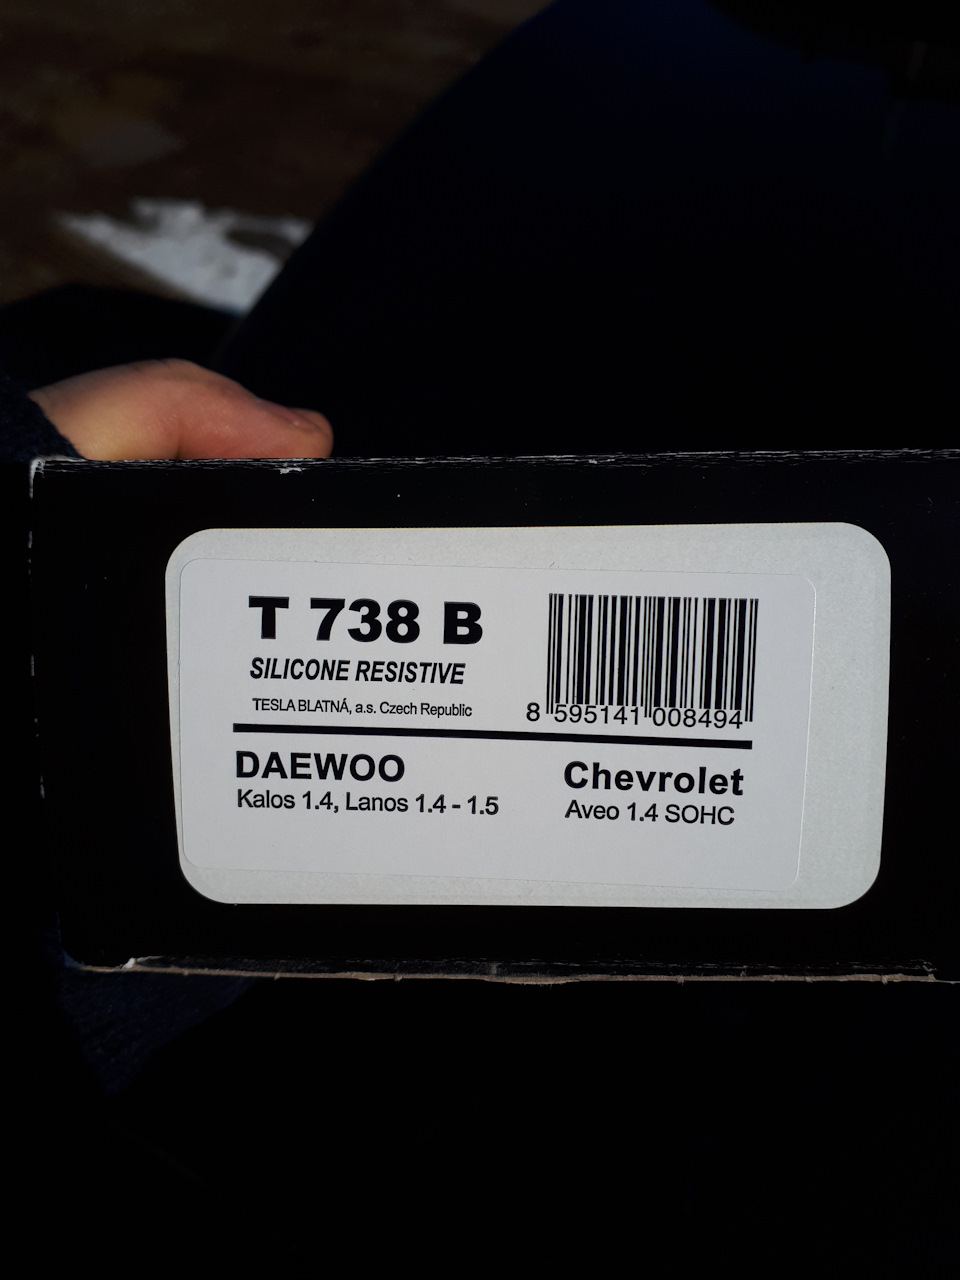 T 738 B
SILICONE RESISTIVE
TESLA BLATNÁ, a.s. Czech Republic
8 595141 008494
DAEWOO
Kalos 1.4, Lanos 1.4 - 1.5
Chevrolet
Aveo 1.4 SOHC